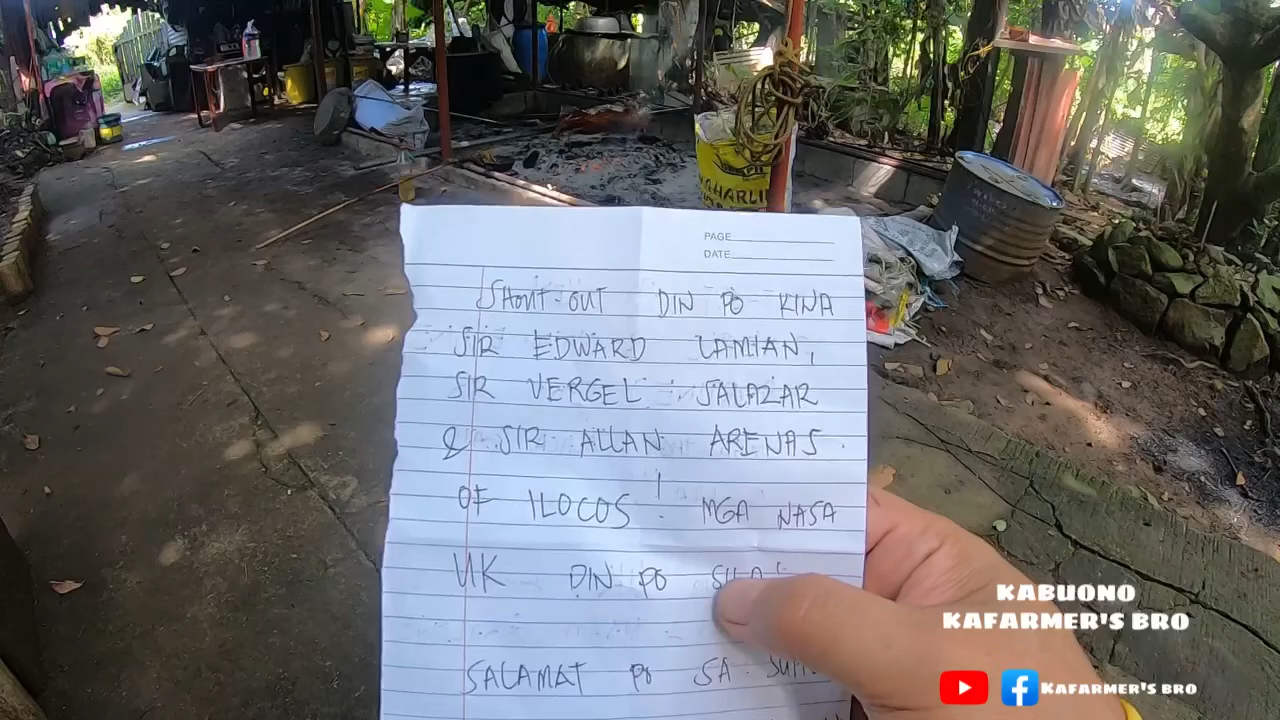 PAGE
DATE
SHOUT-OUT DIN PO KINA
SIR EDWARD LAMIAN,
SIR VERGEL SALAZAR
& SIR ALLAN ARENAS.
OF ILOCOS! MGA NASA
UK DIN PO SILA!
SALAMAT PO SA
KABUONO
KAFARMER'S BRO
KAFARMER'S BRO